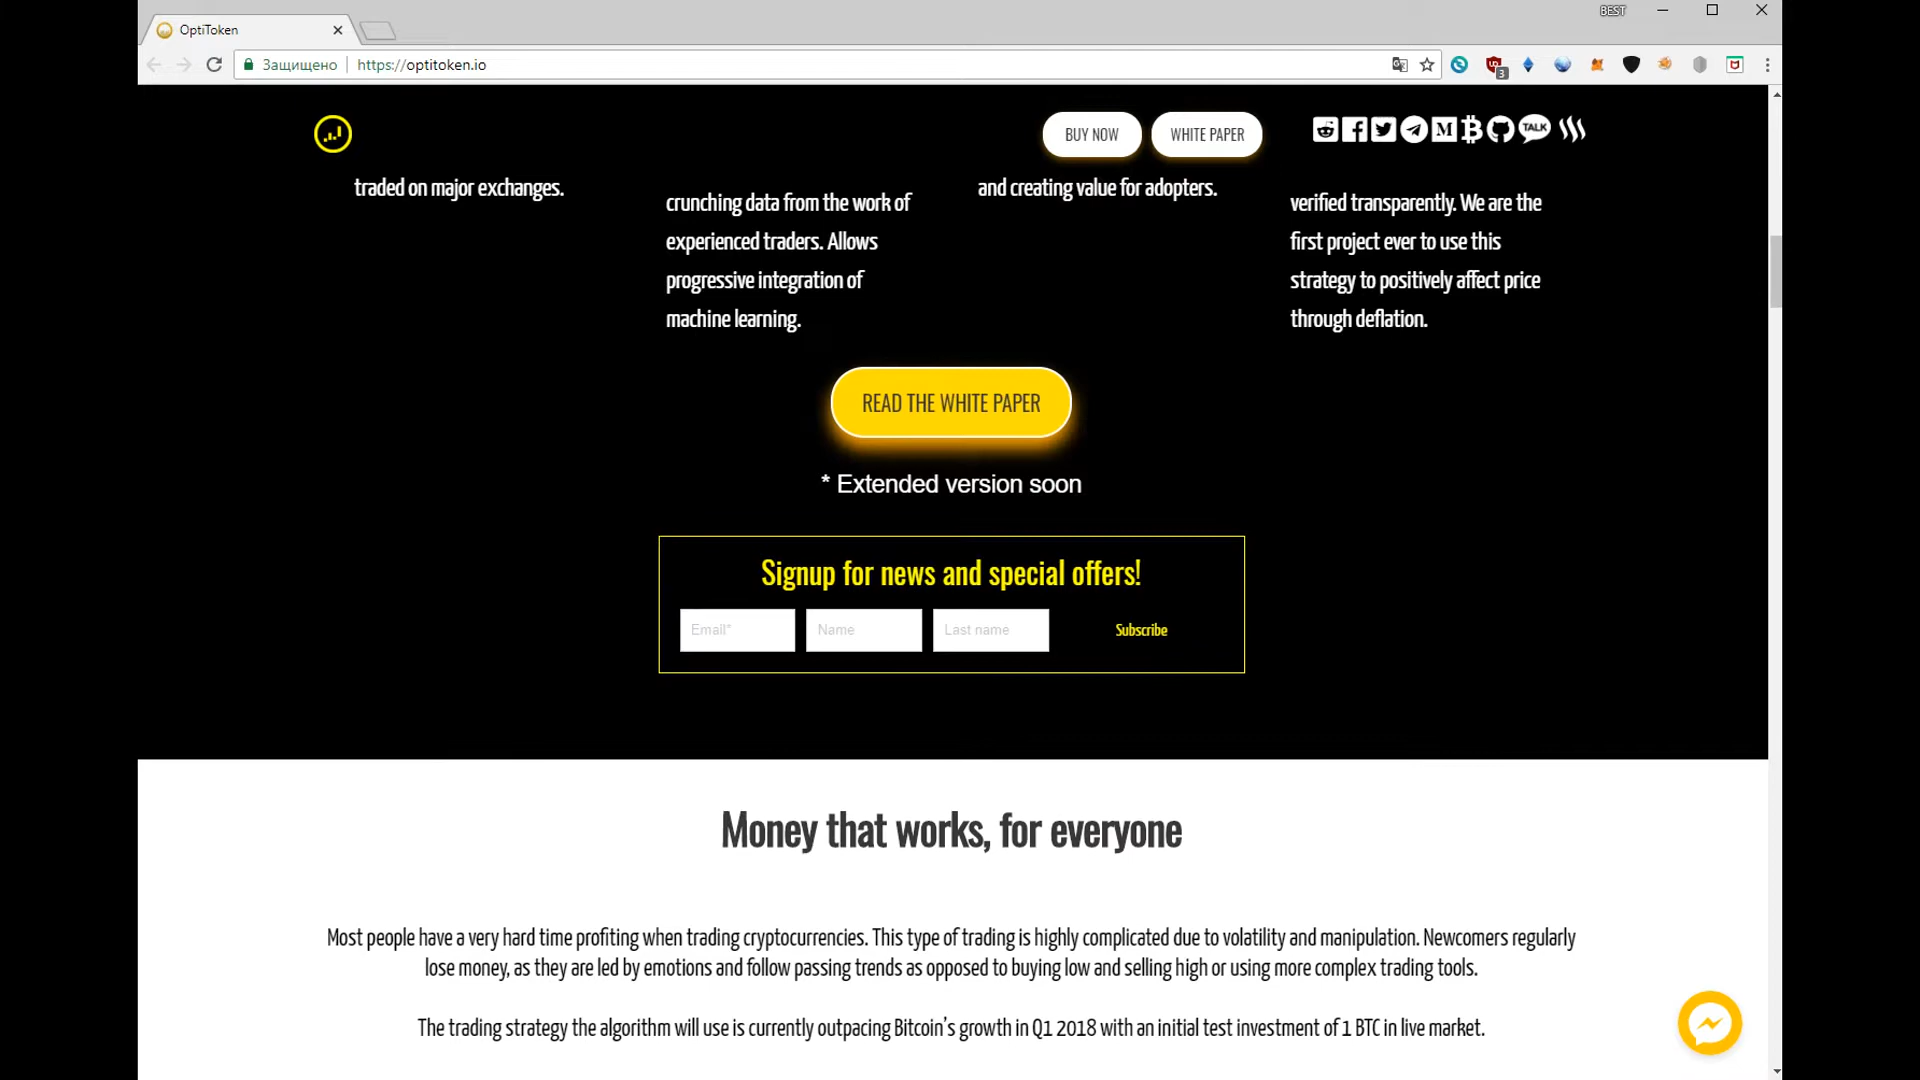 BEST
OptiToken
Защищено
https://optitoken.io
3
BUY NOW
WHITE PAPER
M
TALK
traded on major exchanges.
crunching data from the work of
experienced traders. Allows
progressive integration of
machine learning.
and creating value for adopters.
verified transparently. We are the
first project ever to use this
strategy to positively affect price
through deflation.
READ THE WHITE PAPER
* Extended version soon
Signup for news and special offers!
Email*
Name
Last name
Subscribe
Money that works, for everyone
Most people have a very hard time profiting when trading cryptocurrencies. This type of trading is highly complicated due to volatility and manipulation. Newcomers regularly
lose money, as they are led by emotions and follow passing trends as opposed to buying low and selling high or using more complex trading tools.
The trading strategy the algorithm will use is currently outpacing Bitcoin’s growth in Q1 2018 with an initial test investment of 1 BTC in live market.